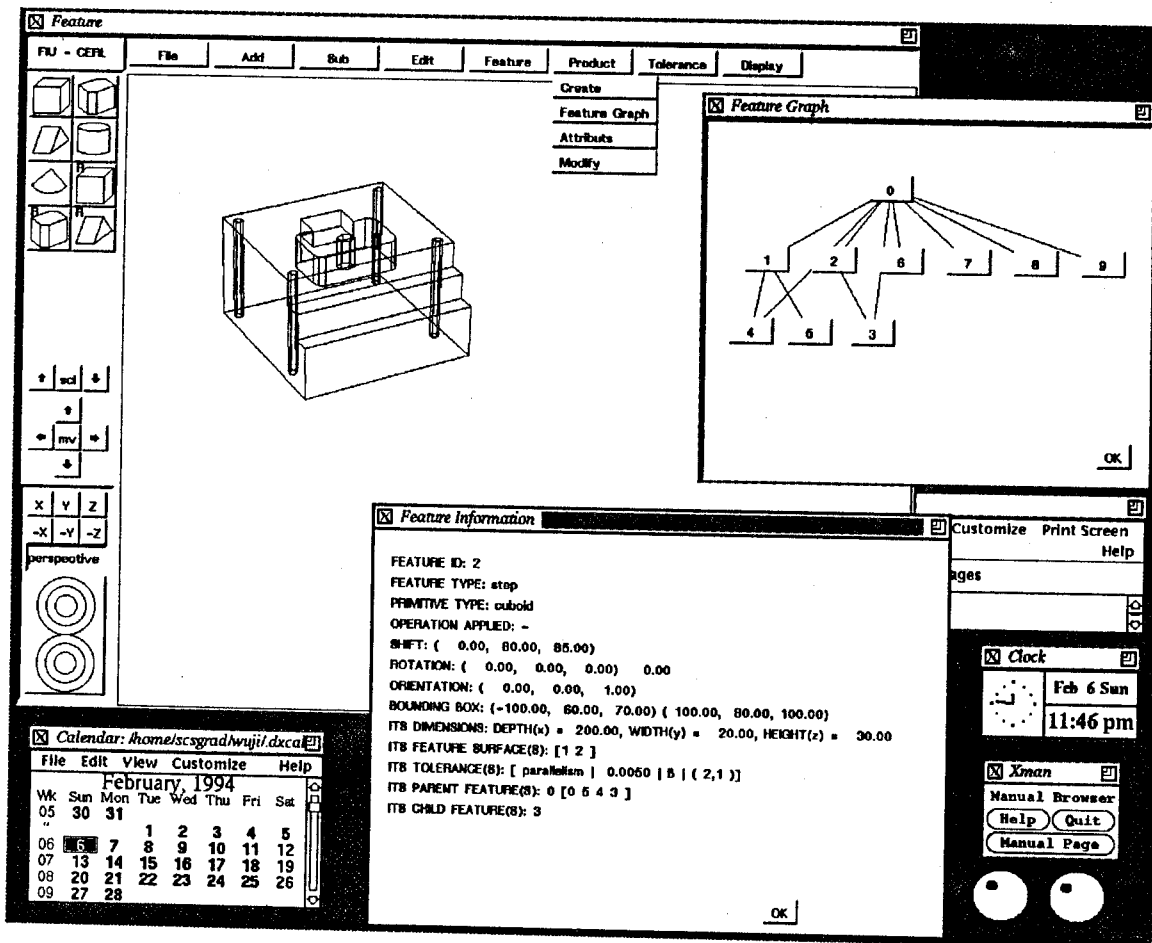 Feature
FIU - CERL File Add Sub Edit Feature Product Tolerance Display
Create
Feature Graph
Attributs
Modify
R
R R
scl
mv
X Y Z
-X -Y -Z
perspective
Feature Graph
0
1 2 6 7 8 9
4 5 3
OK
Feature Information
FEATURE ID: 2
FEATURE TYPE: step
PRIMITIVE TYPE: cuboid
OPERATION APPLIED: -
SHIFT: ( 0.00, 80.00, 85.00)
ROTATION: ( 0.00, 0.00, 0.00) 0.00
ORIENTATION: ( 0.00, 0.00, 1.00)
BOUNDING BOX: (-100.00, 60.00, 70.00) ( 100.00, 80.00, 100.00)
ITS DIMENSIONS: DEPTH(x) = 200.00, WIDTH(y) = 20.00, HEIGHT(z) = 30.00
ITS FEATURE SURFACE(S): [1 2 ]
ITS TOLERANCE(S): [ parallelism | 0.0050 | 5 | ( 2,1 )]
ITS PARENT FEATURE(S): 0 [0 5 4 3 ]
ITS CHILD FEATURE(S): 3
OK
Customize Print Screen
Help
ages
Clock
Feb 6 Sun
11:46 pm
Xman
Manual Browser
Help Quit
Manual Page
Calendar: /home/scsgrad/wuji/.dxcal
File Edit View Customize Help
February, 1994
Wk Sun Mon Tue Wed Thu Fri Sat
05 30 31
" 1 2 3 4 5
06 6 7 8 9 10 11 12
07 13 14 15 16 17 18 19
08 20 21 22 23 24 25 26
09 27 28